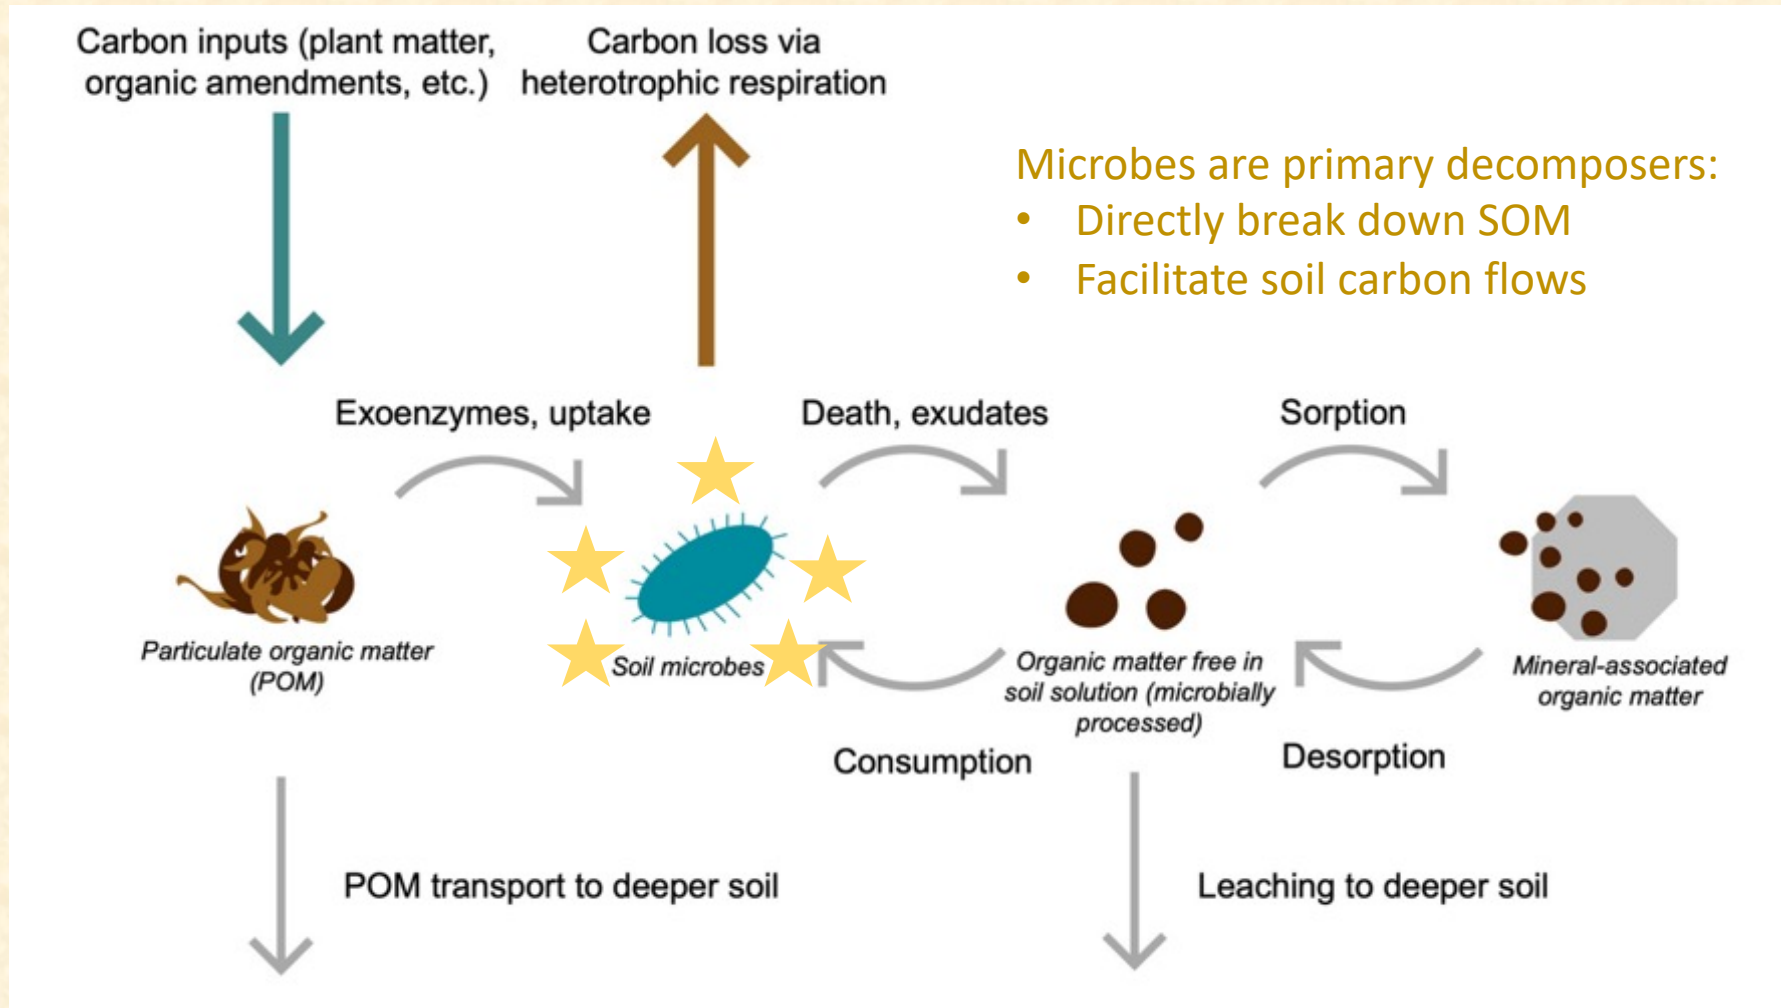 Carbon inputs (plant matter,
organic amendments, etc.)
Carbon loss via
heterotrophic respiration
Microbes are primary decomposers:
• Directly break down SOM
• Facilitate soil carbon flows
Exoenzymes, uptake
Death, exudates
Sorption
Particulate organic matter
(POM)
Soil microbes
Organic matter free in
soil solution (microbially
processed)
Mineral-associated
organic matter
Consumption
Desorption
POM transport to deeper soil
Leaching to deeper soil